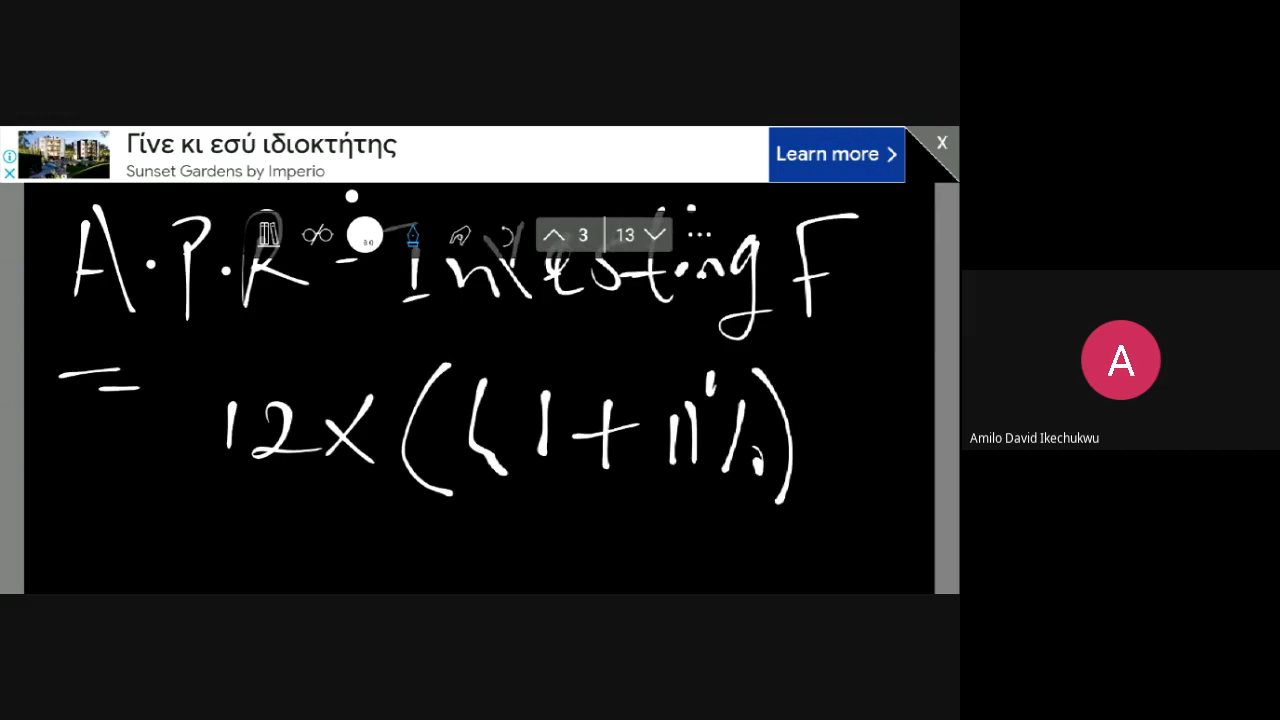 Γίνε κι εσύ ιδιοκτήτης
Sunset Gardens by Imperio
Learn more
X
3 13
A.P.R = Investing F
= 12 x ( ( 1 + 11%)
A
Amilo David Ikechukwu